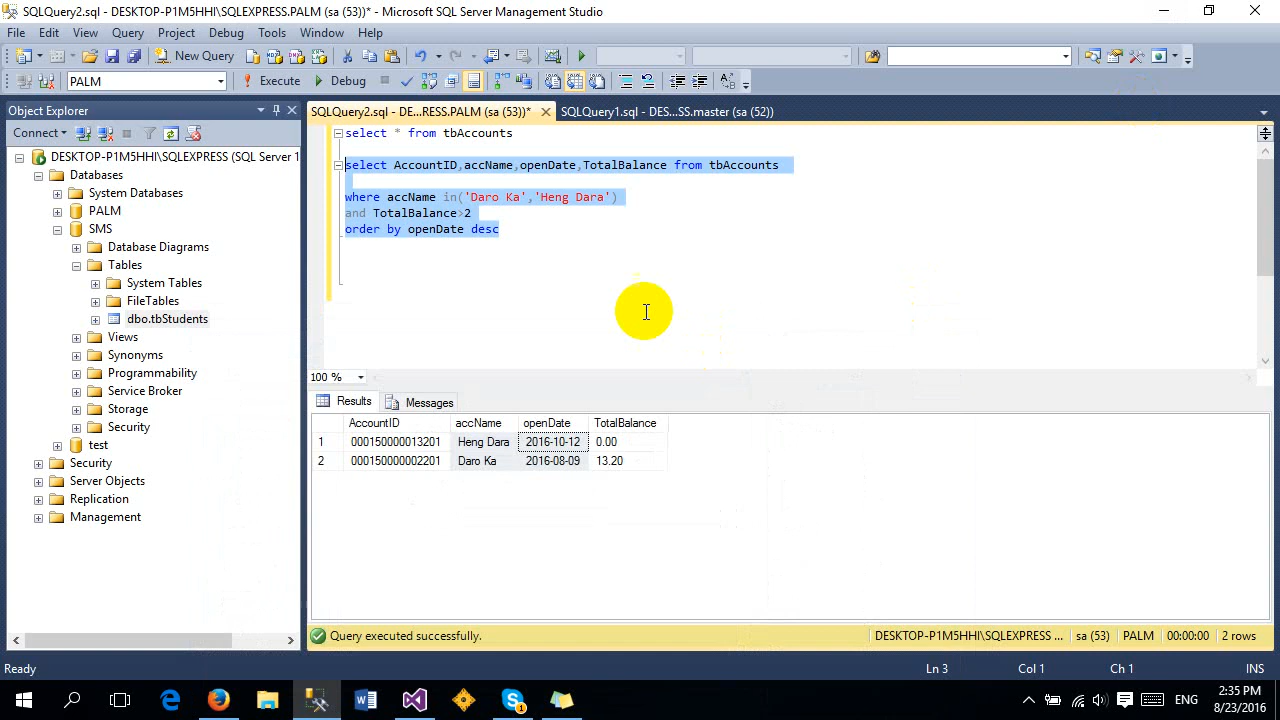 SQLQuery2.sql - DESKTOP-P1M5HHI\SQLEXPRESS.PALM (sa (53))* - Microsoft SQL Server Management Studio
File Edit View Query Project Debug Tools Window Help
New Query
PALM Execute Debug
Object Explorer
SQLQuery2.sql - DE...RESS.PALM (sa (53))* SQLQuery1.sql - DES...SS.master (sa (52))
Connect
DESKTOP-P1M5HHI\SQLEXPRESS (SQL Server 1
Databases
System Databases
PALM
SMS
Database Diagrams
Tables
System Tables
FileTables
dbo.tbStudents
Views
Synonyms
Programmability
Service Broker
Storage
Security
test
Security
Server Objects
Replication
Management
select * from tbAccounts
select AccountID,accName,openDate,TotalBalance from tbAccounts
where accName in('Daro Ka','Heng Dara')
and TotalBalance>2
order by openDate desc
100 %
Results Messages
AccountID accName openDate TotalBalance
1 000150000013201 Heng Dara 2016-10-12 0.00
2 000150000002201 Daro Ka 2016-08-09 13.20
Query executed successfully. DESKTOP-P1M5HHI\SQLEXPRESS ... sa (53) PALM 00:00:00 2 rows
Ready Ln 3 Col 1 Ch 1 INS
1 ENG 2:35 PM
8/23/2016